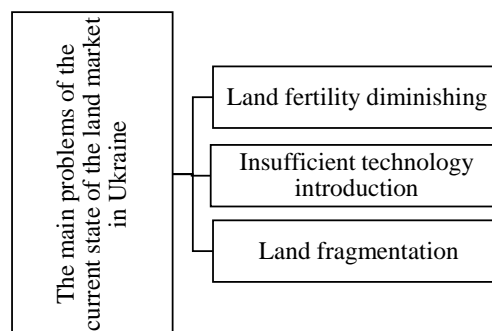 The main problems of the
current state of the land market
in Ukraine
Land fertility diminishing
Insufficient technology
introduction
Land fragmentation